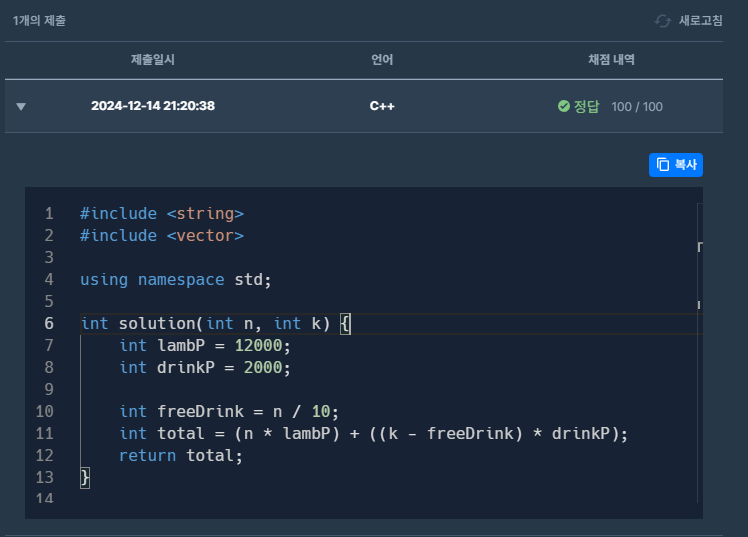 1개의 제출
새로고침
제출일시 언어 채점 내역
2024-12-14 21:20:38 C++ 정답 100 / 100
복사
1 #include <string>
2 #include <vector>
3
4 using namespace std;
5
6 int solution(int n, int k) {
7     int lambP = 12000;
8     int drinkP = 2000;
9
10     int freeDrink = n / 10;
11     int total = (n * lambP) + ((k - freeDrink) * drinkP);
12     return total;
13 }
14